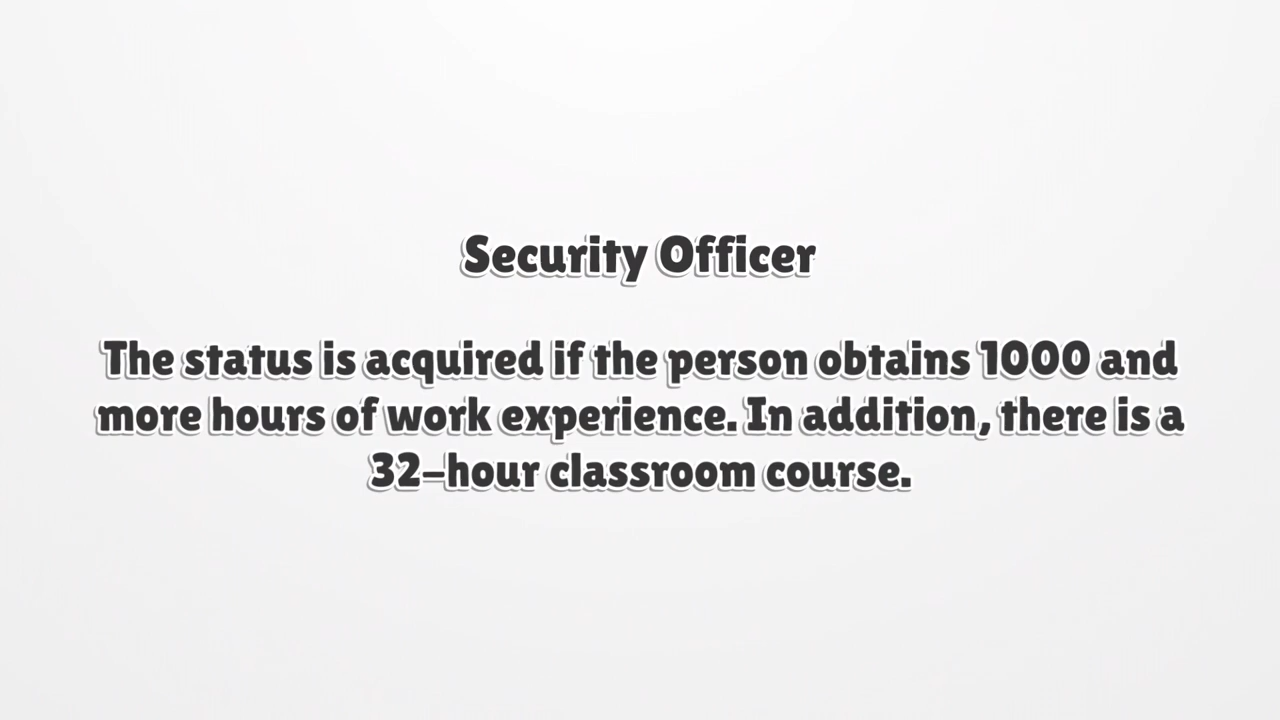 Security Officer
The status is acquired if the person obtains 1000 and
more hours of work experience. In addition, there is a
32-hour classroom course.